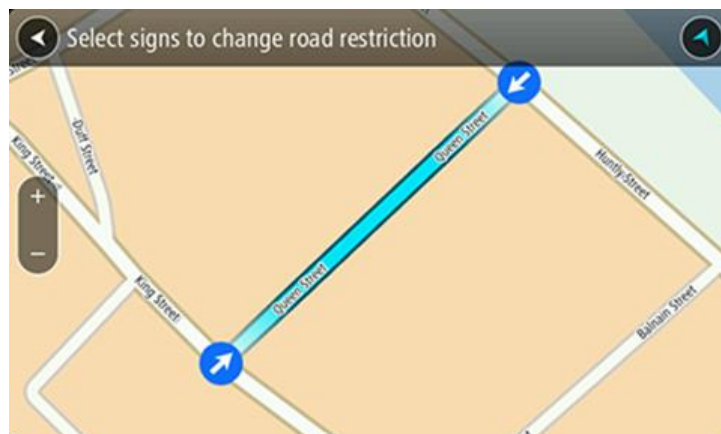 Select signs to change road restriction
Street
Duff Street
King Street
Queen Street
Huntly Street
+
−
Queen Street
King Street
Balnain Street